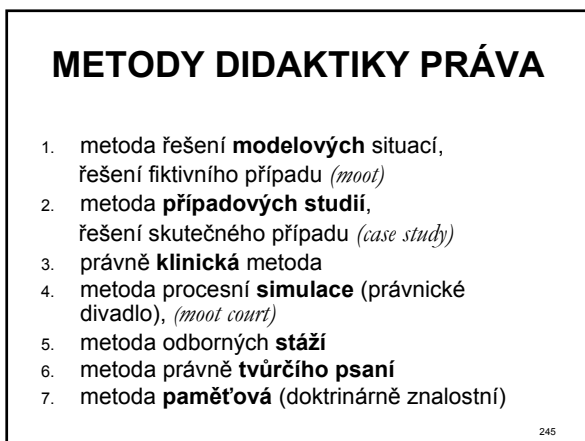 METODY DIDAKTIKY PRÁVA
1. metoda řešení modelových situací,
řešení fiktivního případu (moot)
2. metoda případových studií,
řešení skutečného případu (case study)
3. právně klinická metoda
4. metoda procesní simulace (právnické
divadlo), (moot court)
5. metoda odborných stáží
6. metoda právně tvůrčího psaní
7. metoda paměťová (doktrinárně znalostní)
245